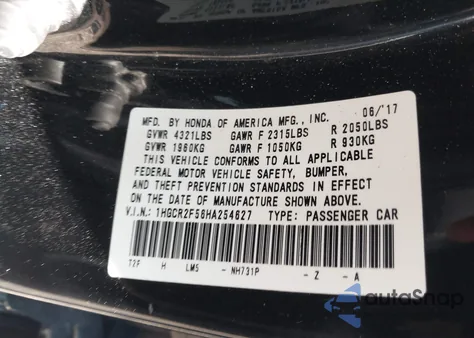 MFD. BY HONDA OF AMERICA MFG., INC. 06/'17
GVWR 4321LBS GAWR F 2315LBS R 2050LBS
GVWR 1960KG GAWR F 1050KG R 930KG
THIS VEHICLE CONFORMS TO ALL APPLICABLE
FEDERAL MOTOR VEHICLE SAFETY, BUMPER,
AND THEFT PREVENTION STANDARDS IN EFFECT
ON THE DATE OF MANUFACTURE SHOWN ABOVE.
V.I.N.: 1HGCR2F56HA254627 TYPE: PASSENGER CAR
T2F H LM5 - NH731P - Z - A
autoSnap